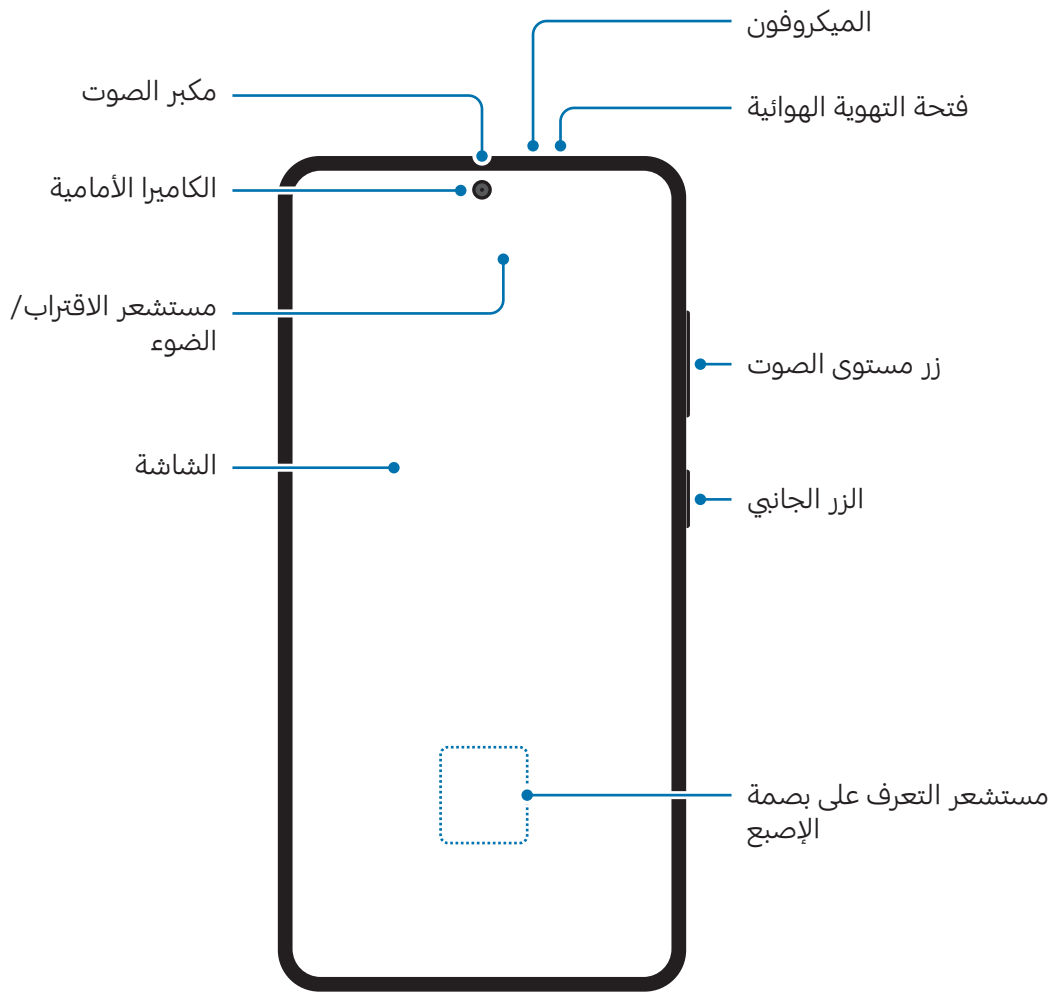 الميكروفون
فتحة التهوية الهوائية
مكبر الصوت
الكاميرا الأمامية
مستشعر الاقتراب/
الضوء
زر مستوى الصوت
الشاشة
الزر الجانبي
مستشعر التعرف على بصمة
الإصبع